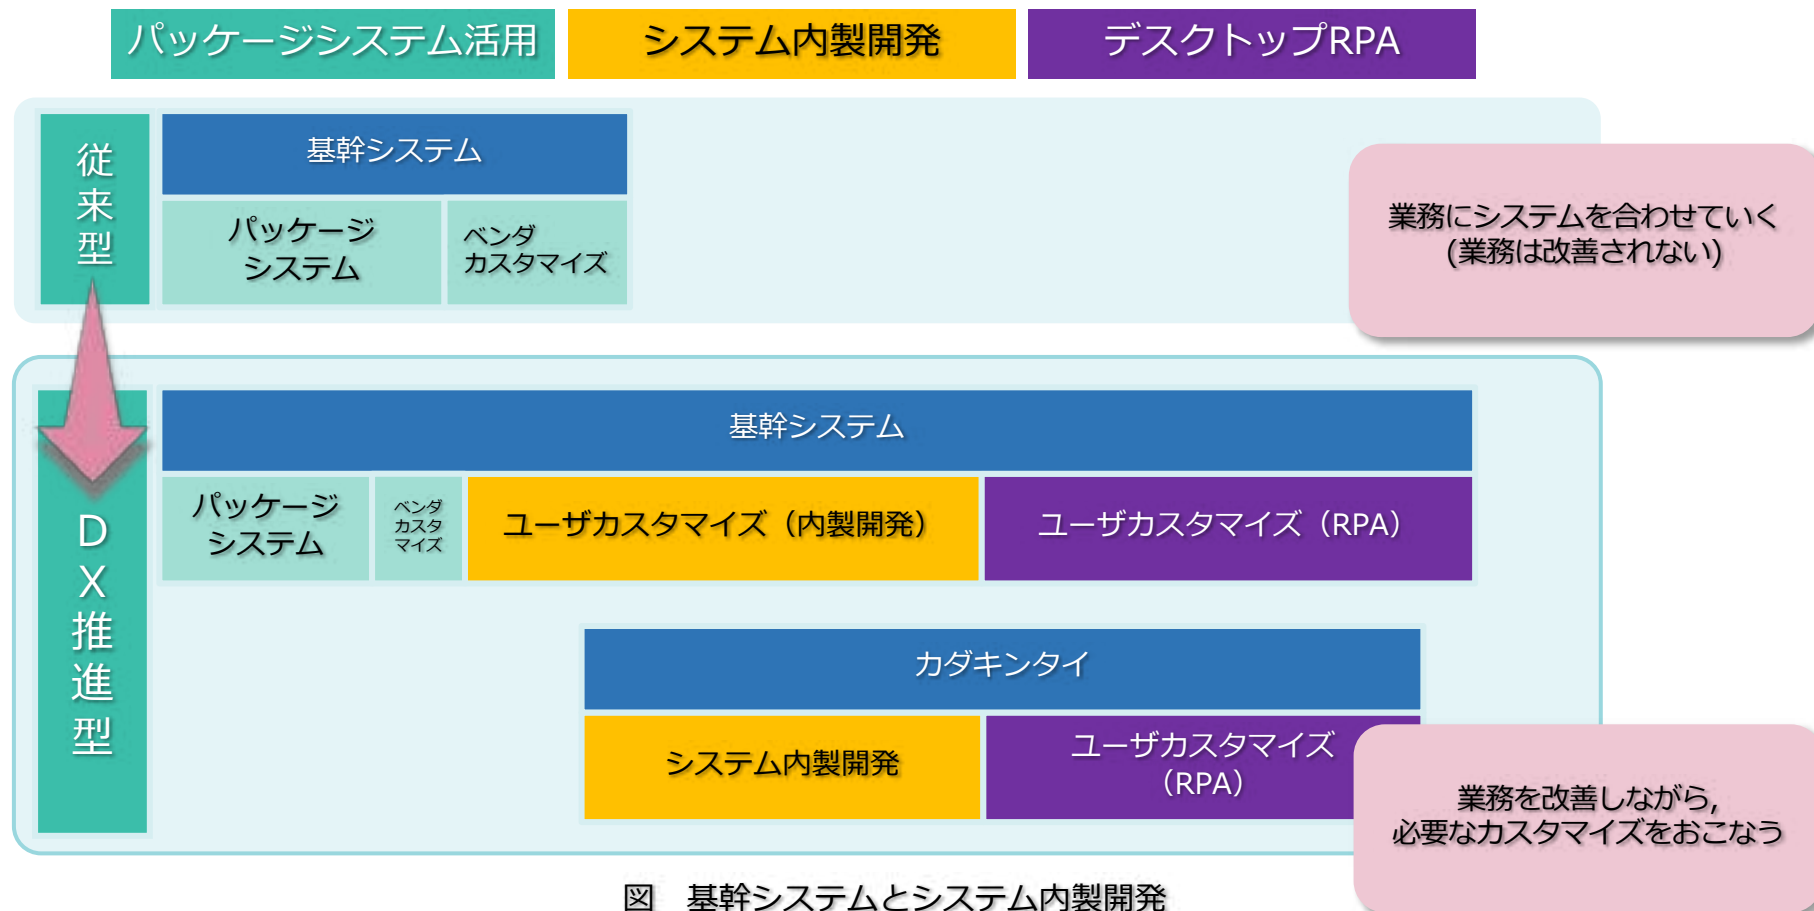 パッケージシステム活用
システム内製開発
デスクトップRPA
従来型
基幹システム
パッケージ
システム
ベンダ
カスタマイズ
業務にシステムを合わせていく
(業務は改善されない)
DX推進型
基幹システム
パッケージ
システム
ベンダ
カスタ
マイズ
ユーザカスタマイズ（内製開発）
ユーザカスタマイズ（RPA）
カダキンタイ
システム内製開発
ユーザカスタマイズ
（RPA）
業務を改善しながら,
必要なカスタマイズをおこなう
図　基幹システムとシステム内製開発